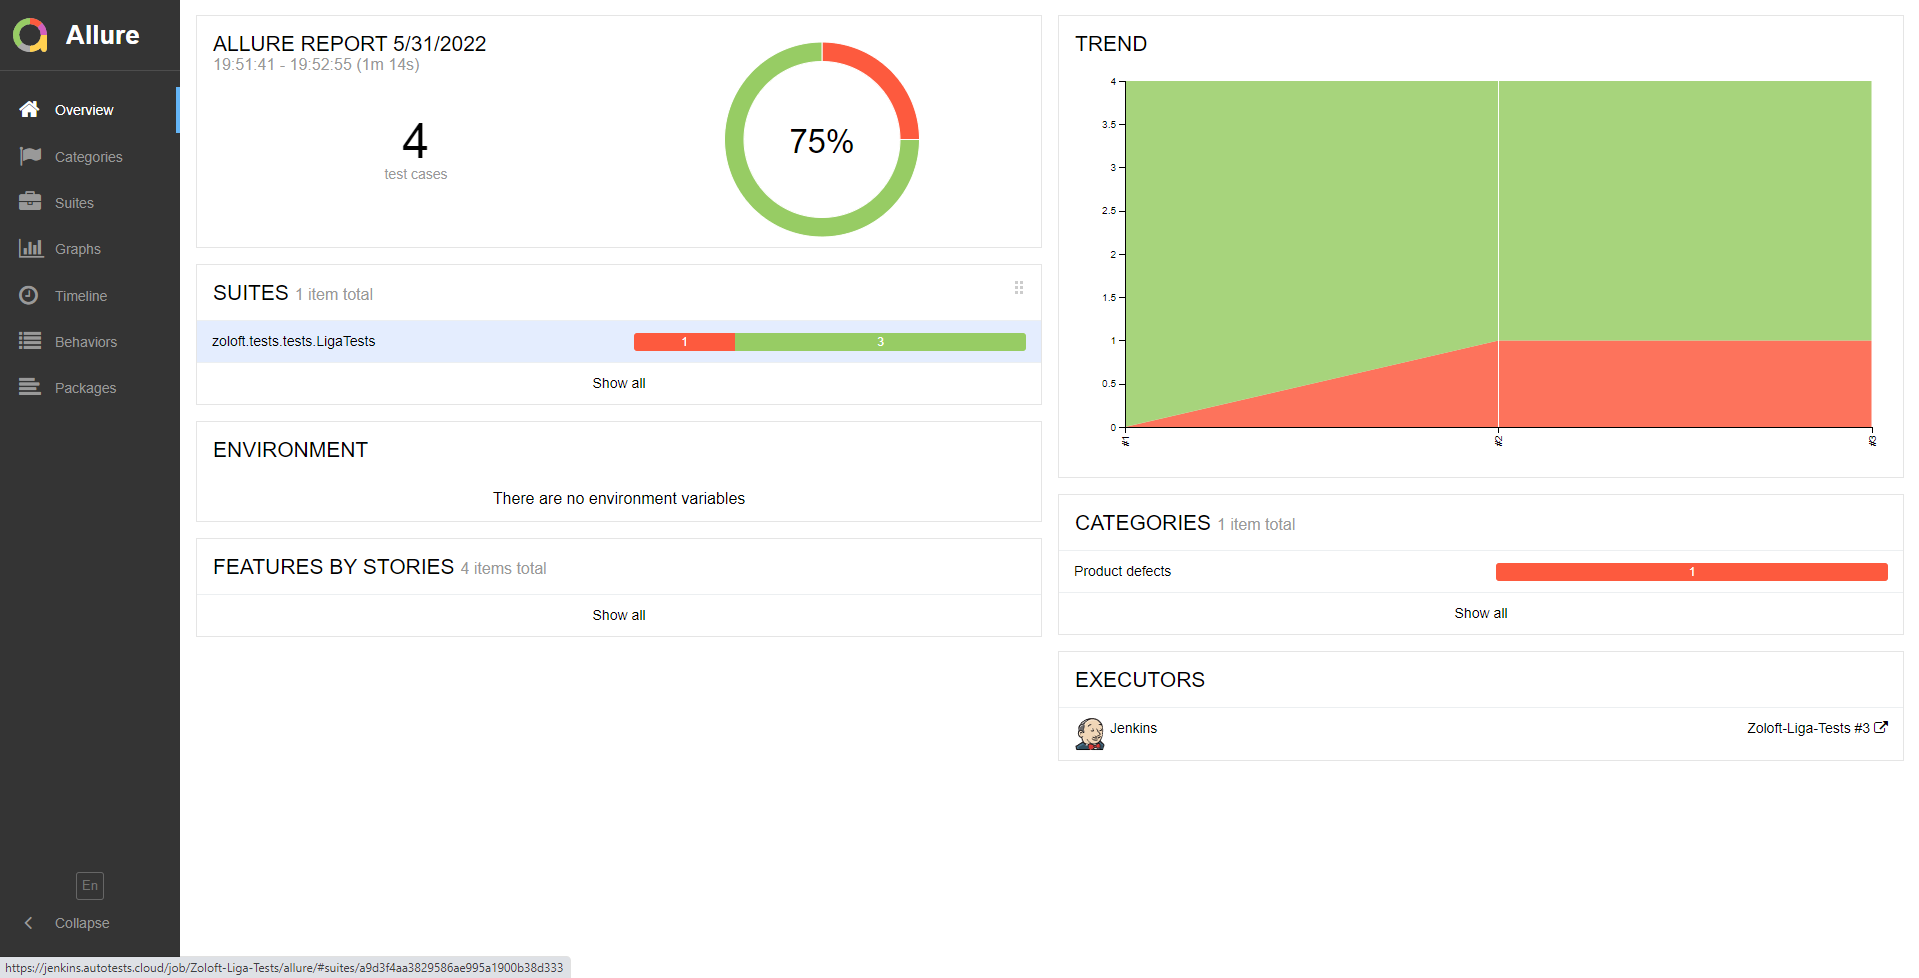 Allure
Overview
Categories
Suites
Graphs
Timeline
Behaviors
Packages
En
Collapse
ALLURE REPORT 5/31/2022
19:51:41 - 19:52:55 (1m 14s)
4
test cases
75%
SUITES 1 item total
zoloft.tests.tests.LigaTests 1 3
Show all
ENVIRONMENT
There are no environment variables
FEATURES BY STORIES 4 items total
Show all
TREND
4
3.5
3
2.5
2
1.5
1
0.5
0
#1 #2 #3
CATEGORIES 1 item total
Product defects 1
Show all
EXECUTORS
Jenkins Zoloft-Liga-Tests #3
https://jenkins.autotests.cloud/job/Zoloft-Liga-Tests/allure/#suites/a9d3f4aa3829586ae995a1900b38d333